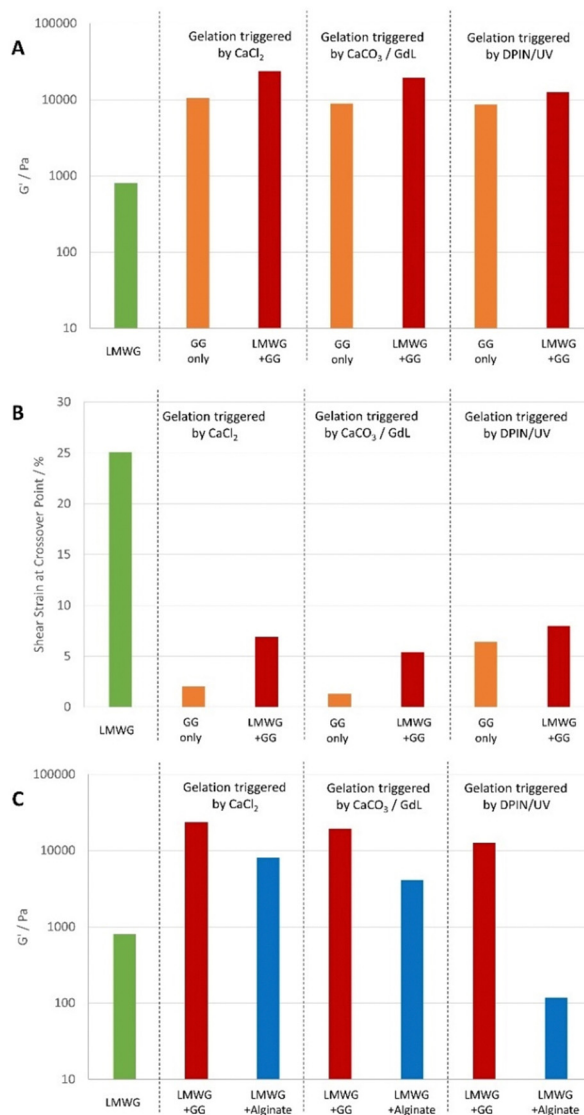 A
100000
10000
1000
100
10
G' / Pa
Gelation triggered
by CaCl₂
Gelation triggered
by CaCO₃ / GdL
Gelation triggered
by DPIN/UV
LMWG
GG
only
LMWG
+GG
GG
only
LMWG
+GG
GG
only
LMWG
+GG
B
30
25
20
15
10
5
0
Shear Strain at Crossover Point / %
Gelation triggered
by CaCl₂
Gelation triggered
by CaCO₃ / GdL
Gelation triggered
by DPIN/UV
LMWG
GG
only
LMWG
+GG
GG
only
LMWG
+GG
GG
only
LMWG
+GG
C
100000
10000
1000
100
10
G' / Pa
Gelation triggered
by CaCl₂
Gelation triggered
by CaCO₃ / GdL
Gelation triggered
by DPIN/UV
LMWG
LMWG
+GG
LMWG
+Alginate
LMWG
+GG
LMWG
+Alginate
LMWG
+GG
LMWG
+Alginate